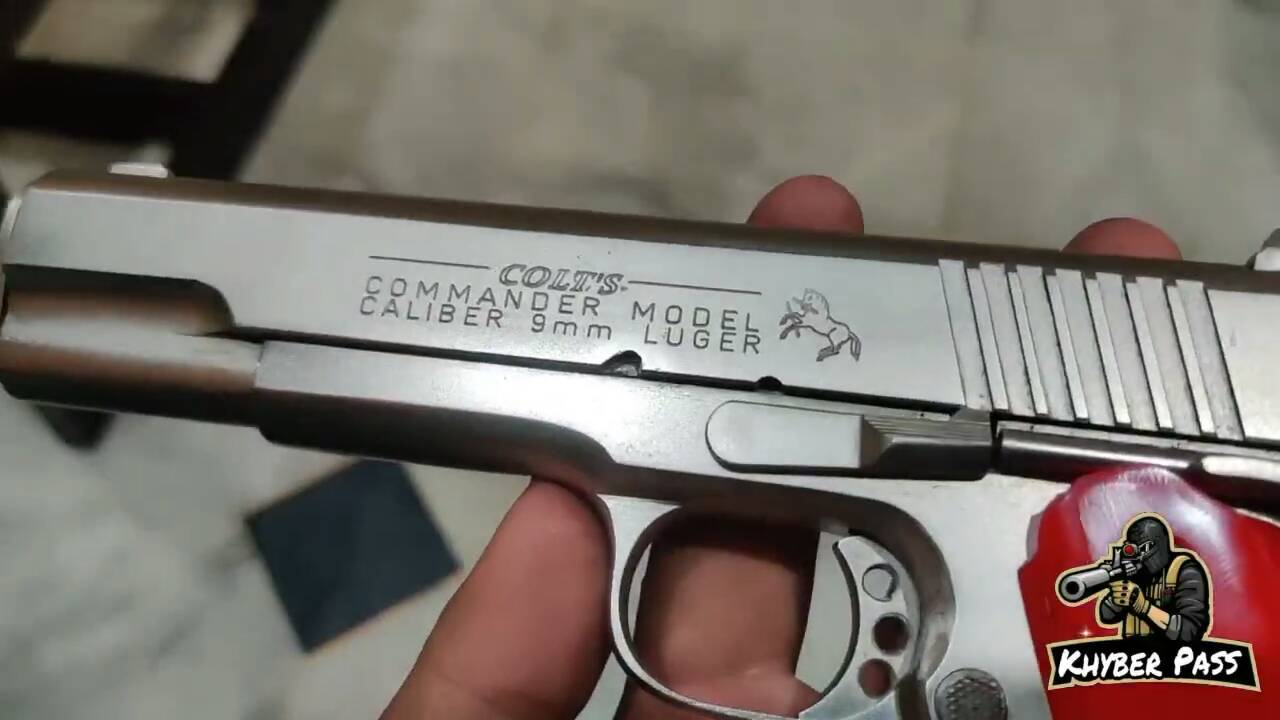 COLT'S
COMMANDER MODEL
CALIBER 9mm LUGER
KHYBER PASS